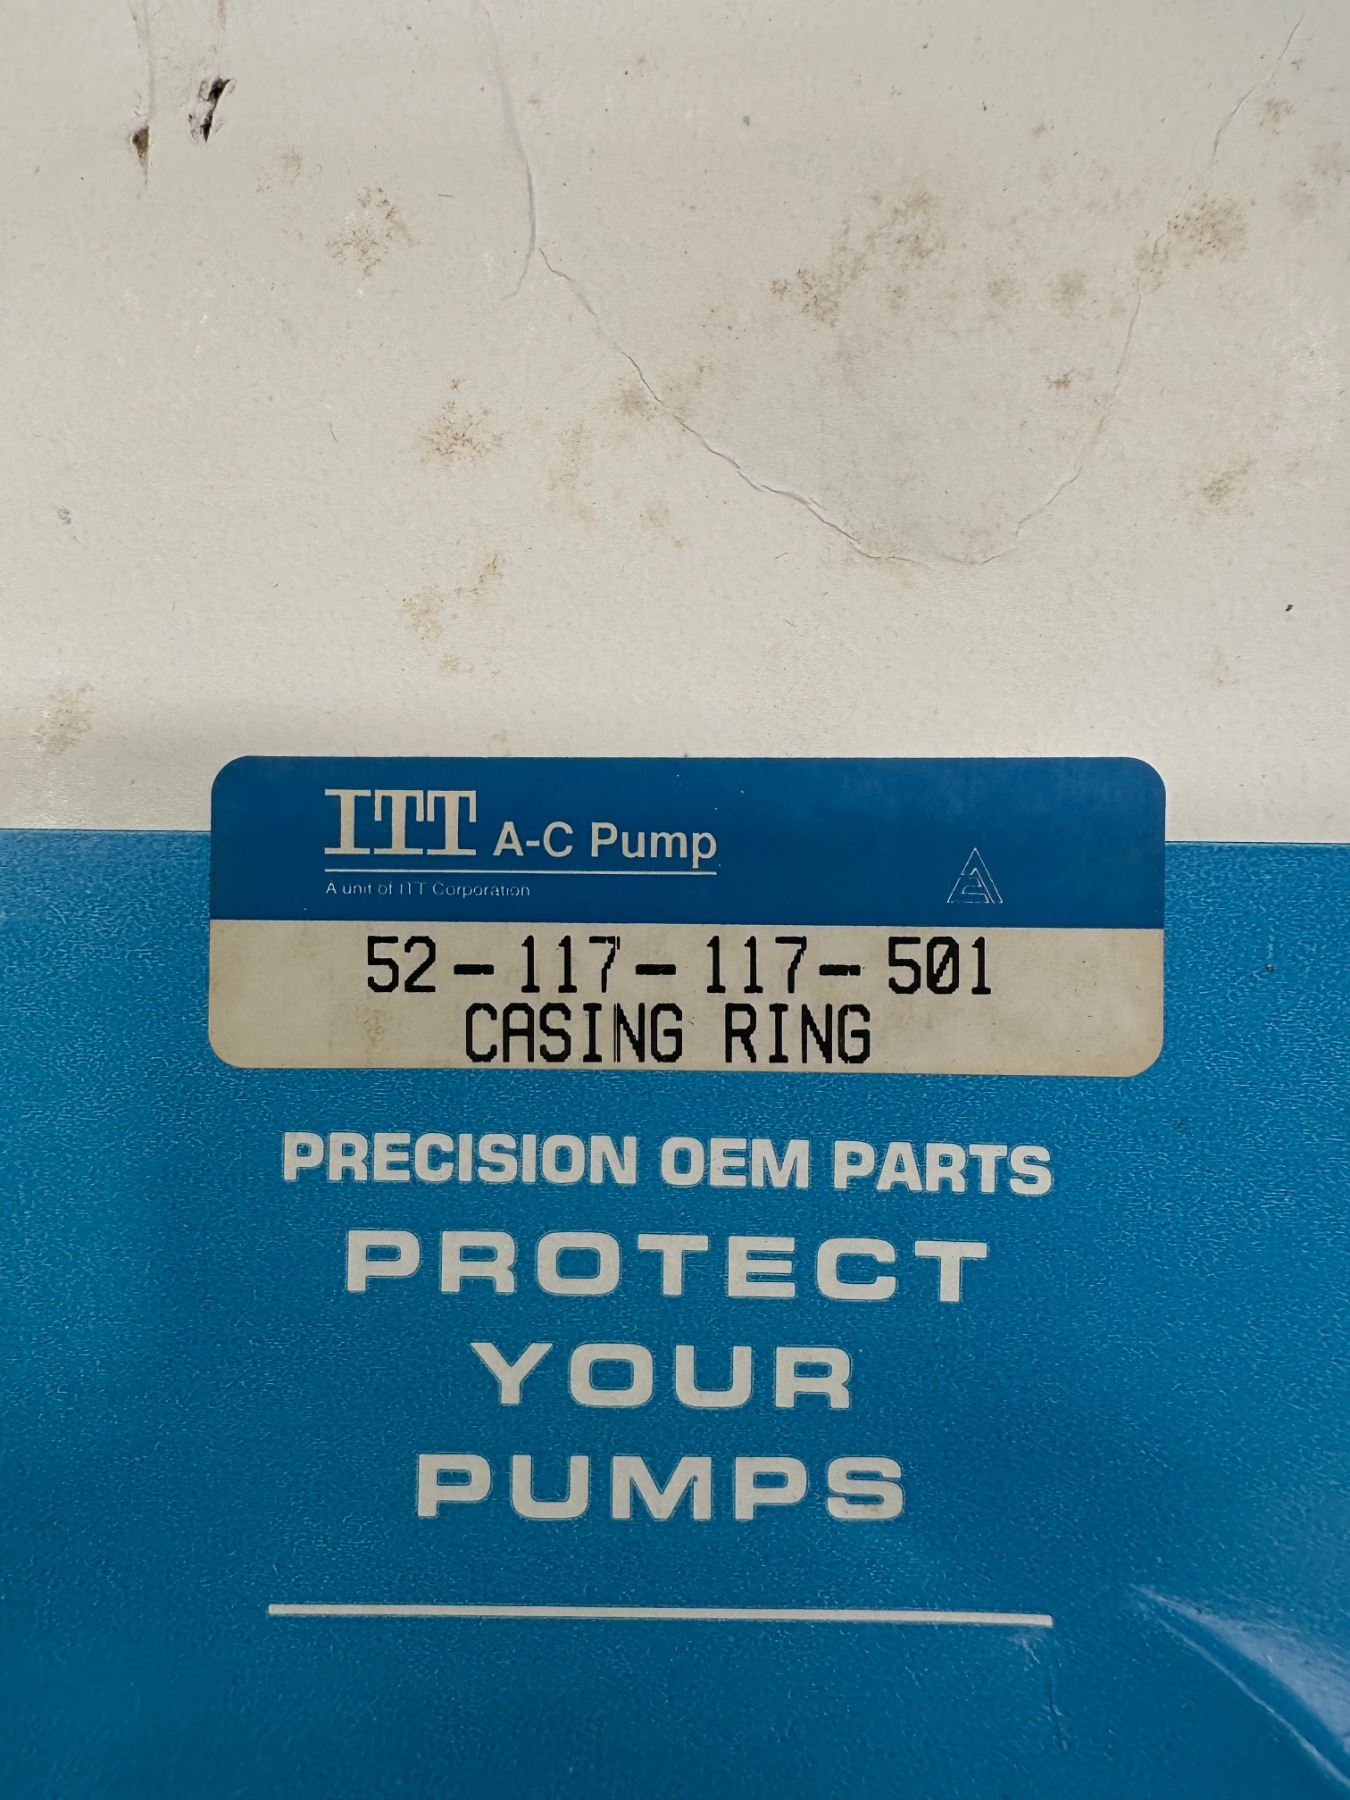 ITT A-C Pump
A unit of ITT Corporation
52-117-117-501
CASING RING
PRECISION OEM PARTS
PROTECT
YOUR
PUMPS